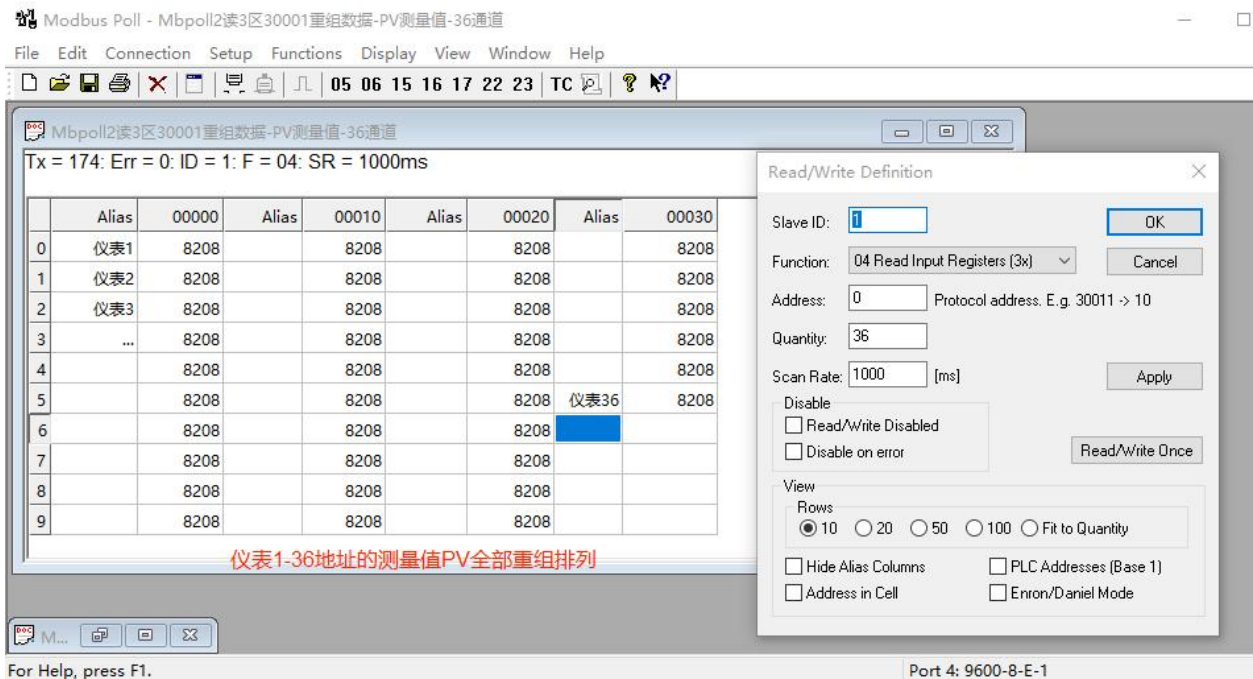 Modbus Poll - Mbpoll2读3区30001重组数据-PV测量值-36通道
File Edit Connection Setup Functions Display View Window Help
05 06 15 16 17 22 23 TC
Mbpoll2读3区30001重组数据-PV测量值-36通道
Tx = 174: Err = 0: ID = 1: F = 04: SR = 1000ms
Alias 00000 Alias 00010 Alias 00020 Alias 00030
0 仪表1 8208 8208 8208 8208
1 仪表2 8208 8208 8208 8208
2 仪表3 8208 8208 8208 8208
3 ... 8208 8208 8208 8208
4 8208 8208 8208 8208
5 8208 8208 8208 仪表36 8208
6 8208 8208 8208
7 8208 8208 8208
8 8208 8208 8208
9 8208 8208 8208
仪表1-36地址的测量值PV全部重组排列
Read/Write Definition
Slave ID: 1 OK
Function: 04 Read Input Registers (3x) Cancel
Address: 0 Protocol address. E.g. 30011 -> 10
Quantity: 36
Scan Rate: 1000 [ms] Apply
Disable
Read/Write Disabled
Disable on error
Read/Write Once
View
Rows
10 20 50 100 Fit to Quantity
Hide Alias Columns PLC Addresses (Base 1)
Address in Cell Enron/Daniel Mode
M...
For Help, press F1. Port 4: 9600-8-E-1